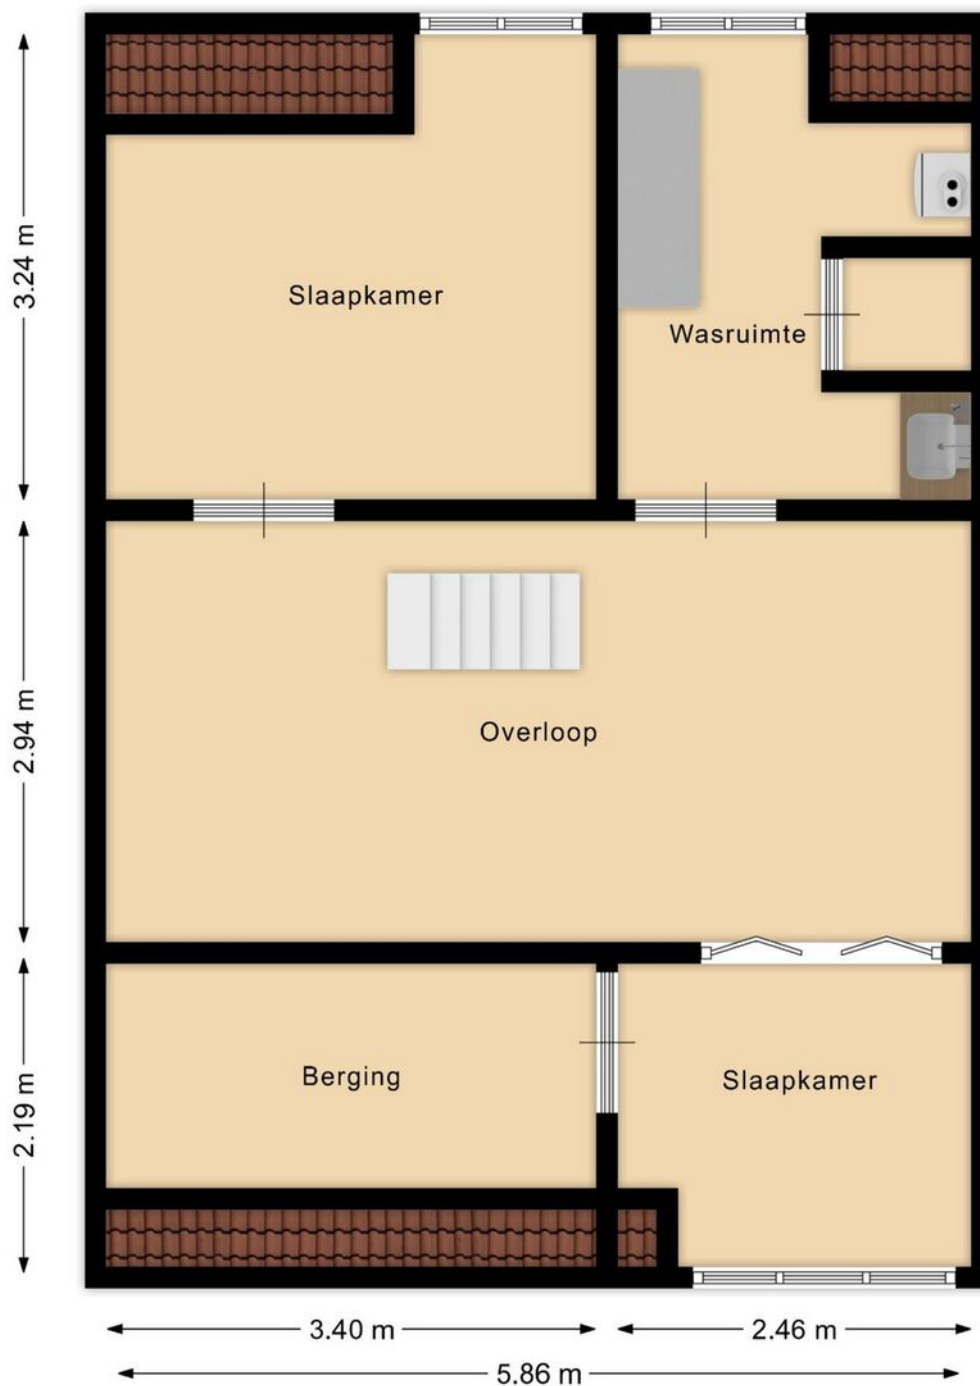 3.24 m
Slaapkamer
Wasruimte
2.94 m
Overloop
2.19 m
Berging
Slaapkamer
3.40 m
2.46 m
5.86 m